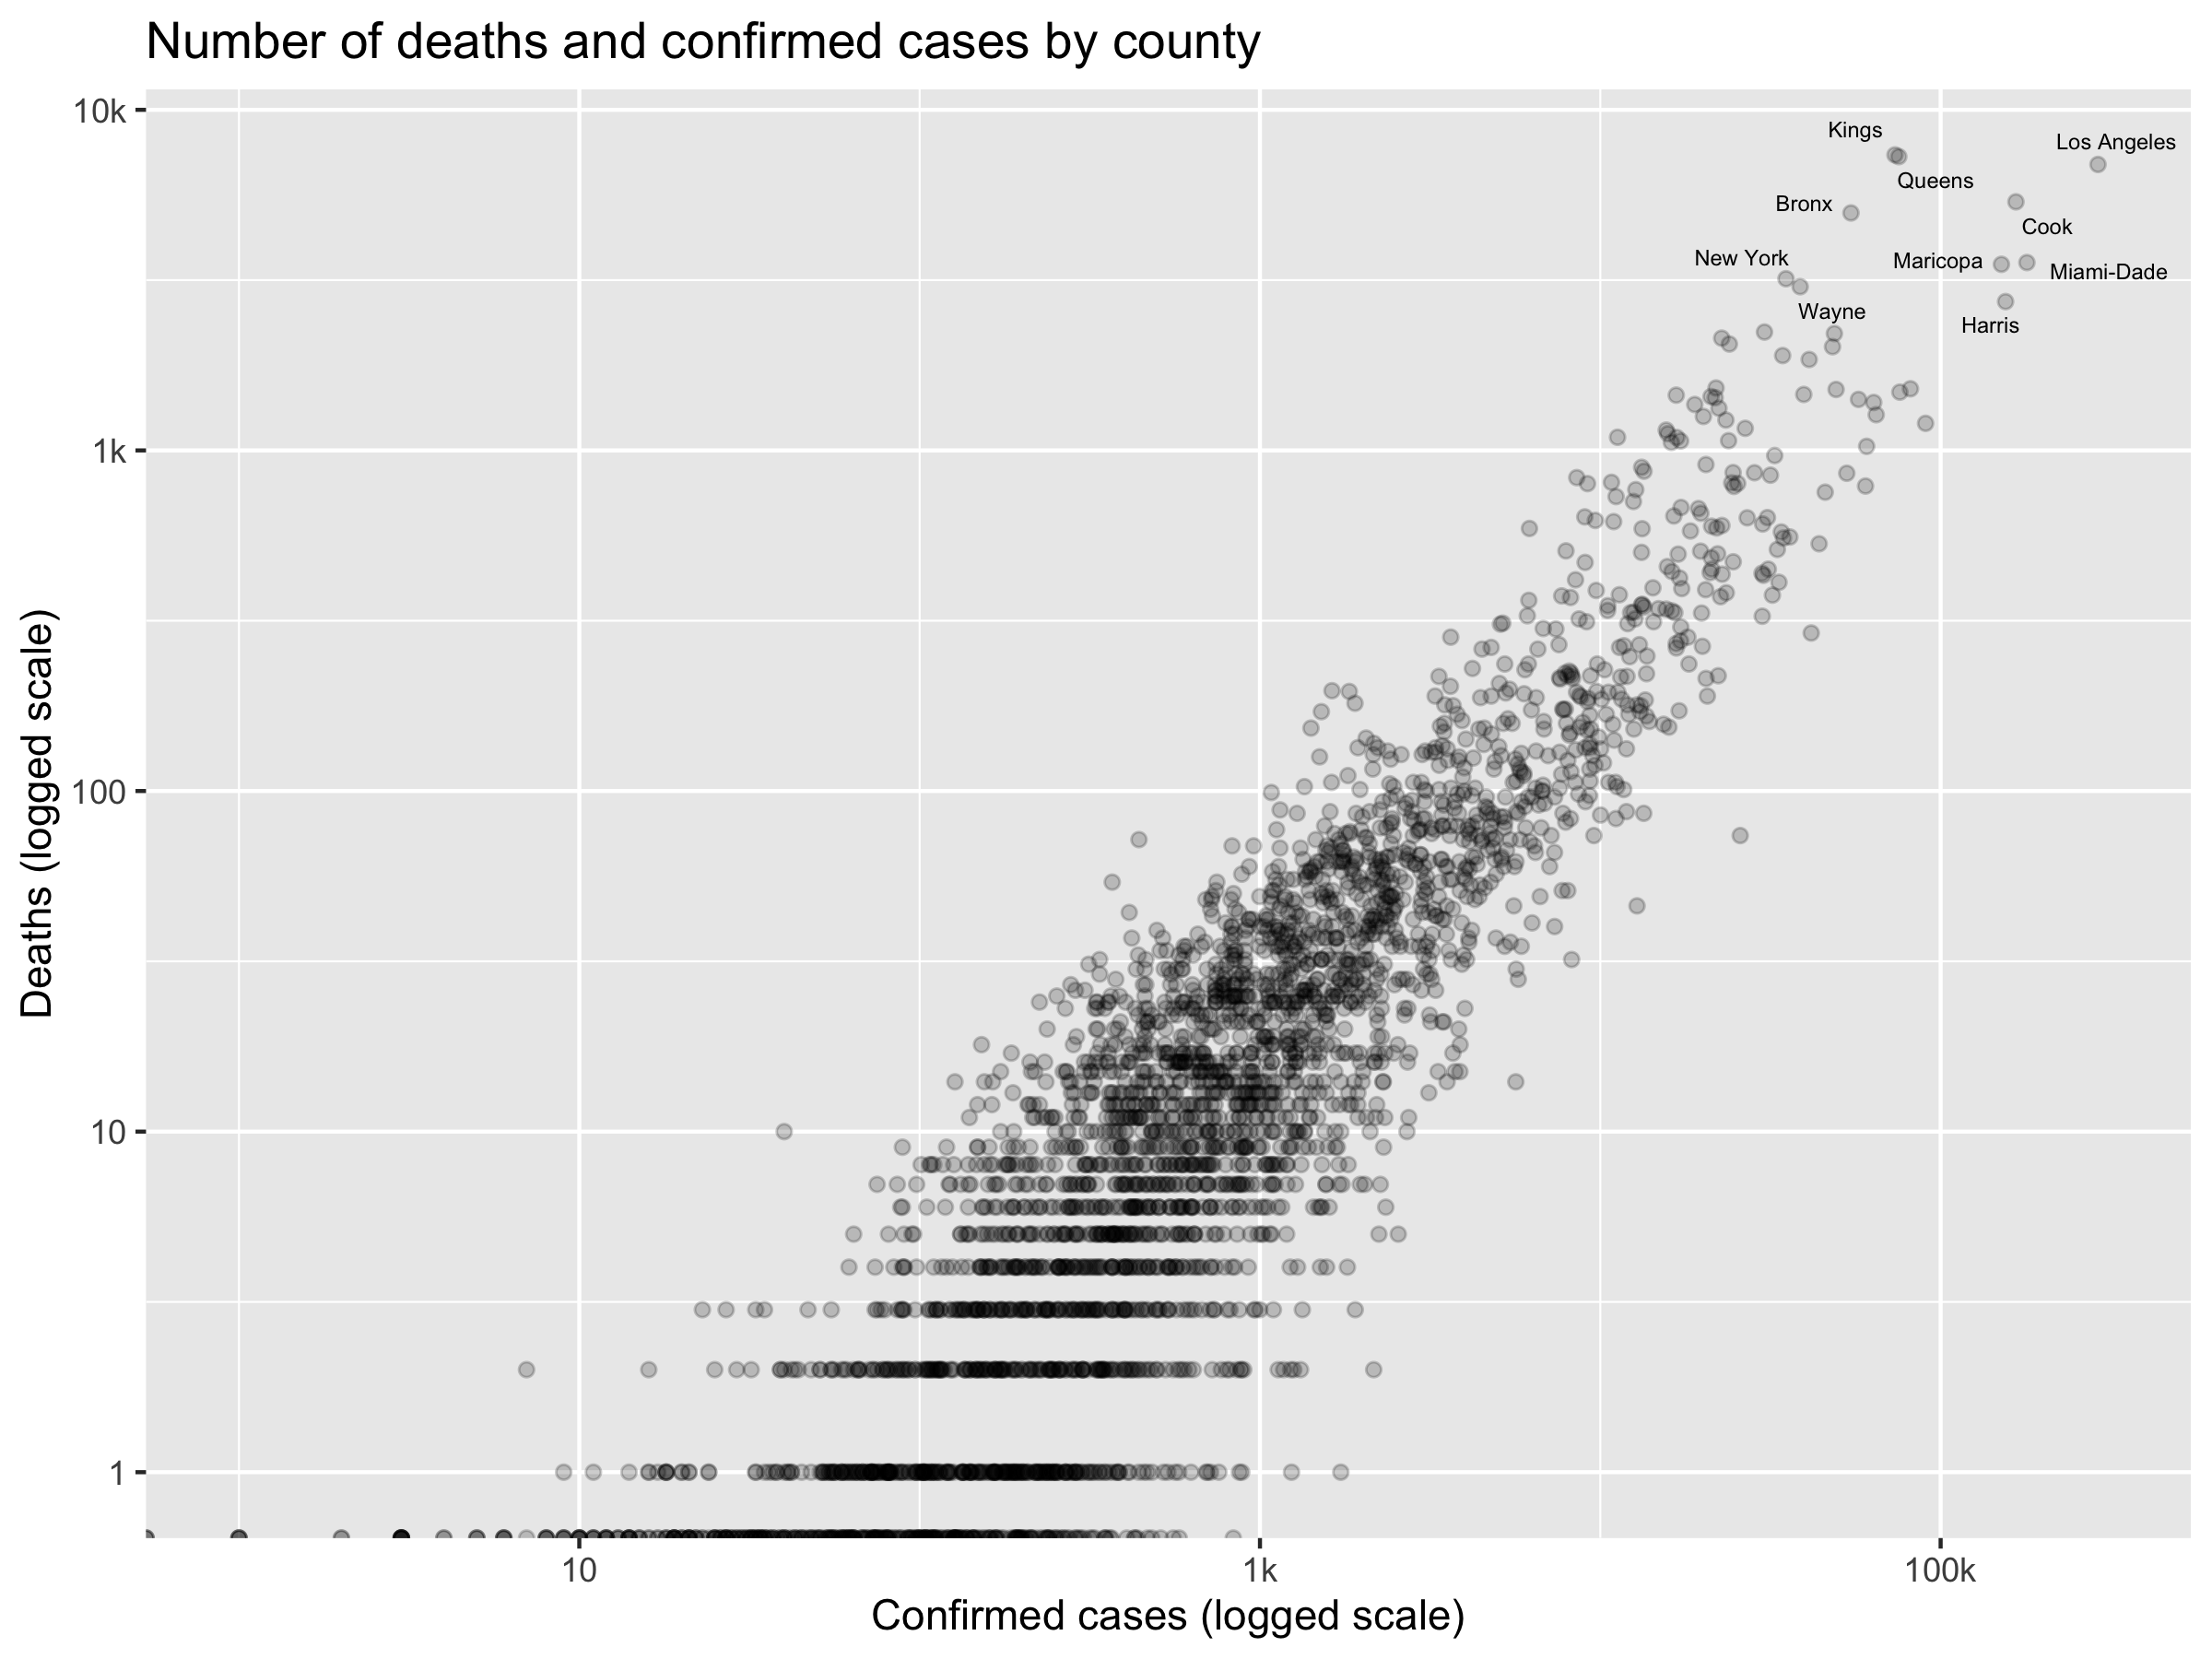 Number of deaths and confirmed cases by county
10k
1k
100
10
1
Deaths (logged scale)
Kings
Los Angeles
Queens
Bronx
Cook
New York
Maricopa
Miami-Dade
Wayne
Harris
10
1k
100k
Confirmed cases (logged scale)